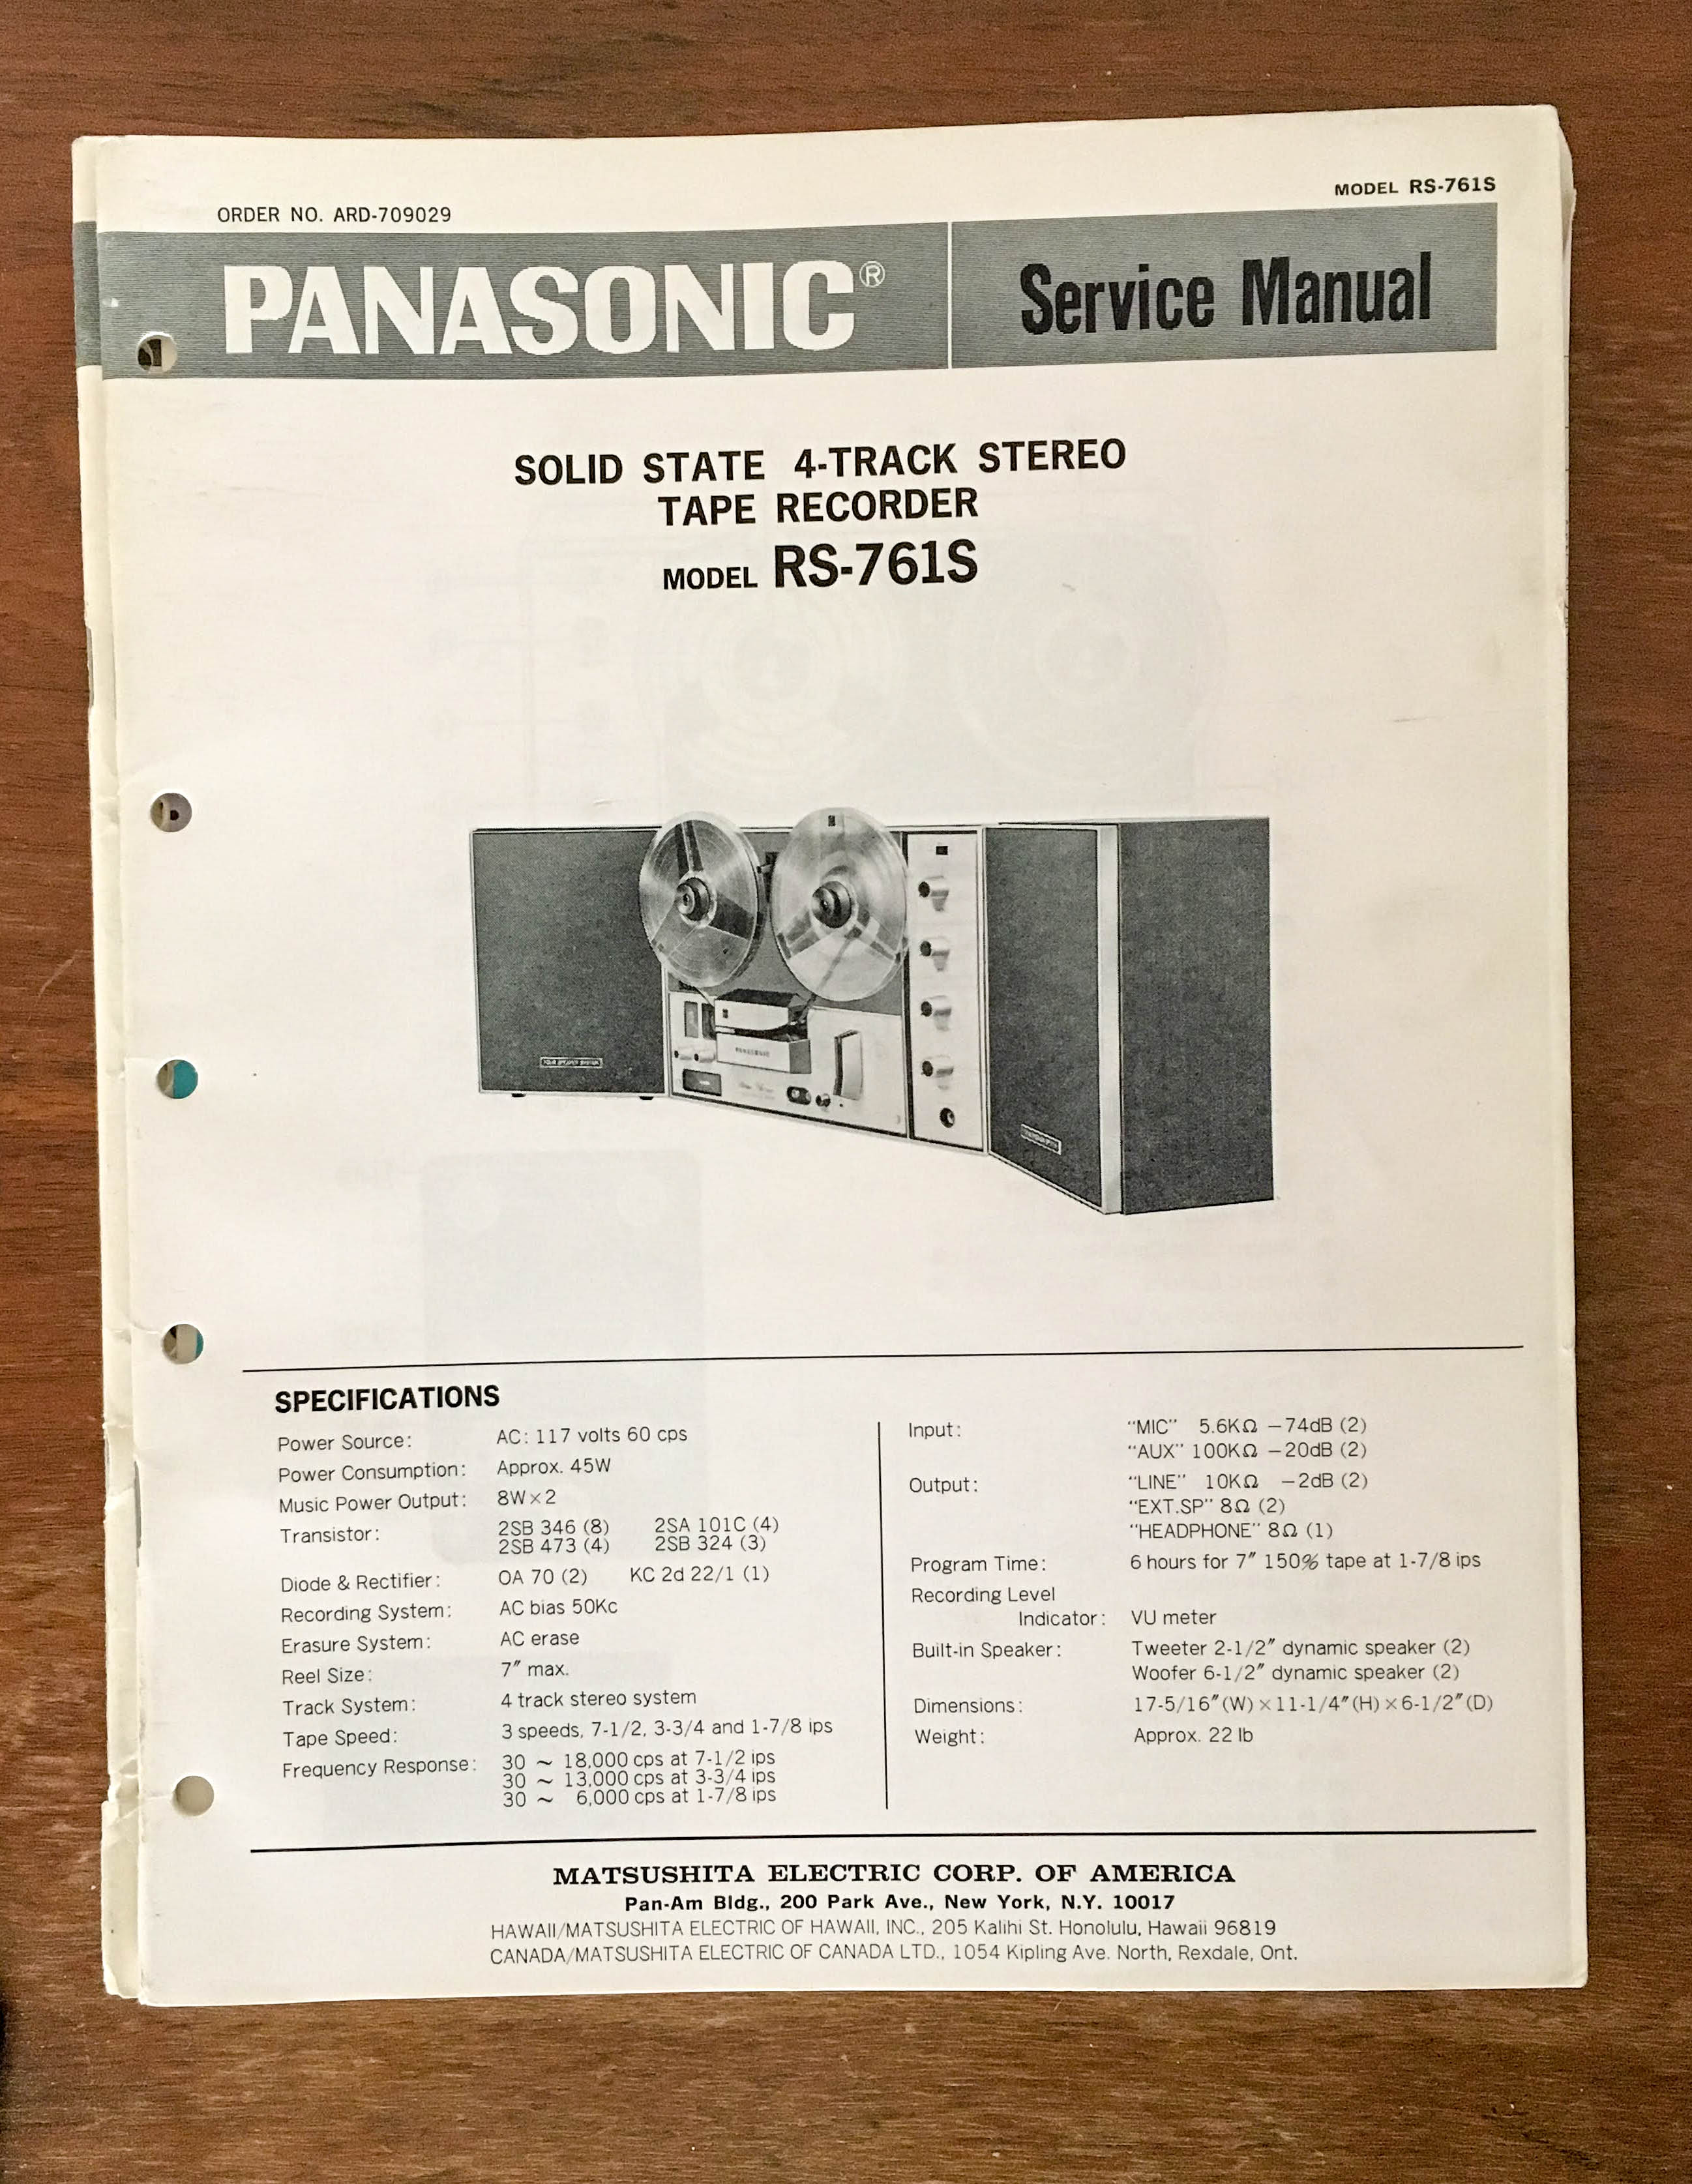 MODEL RS-761S
ORDER NO. ARD-709029
PANASONIC®
Service Manual
SOLID STATE 4-TRACK STEREO
TAPE RECORDER
MODEL RS-761S
PANASONIC
SPECIFICATIONS
Power Source: AC: 117 volts 60 cps
Power Consumption: Approx. 45W
Music Power Output: 8W×2
Transistor: 2SB 346 (8) 2SA 101C (4)
2SB 473 (4) 2SB 324 (3)
Diode & Rectifier: OA 70 (2) KC 2d 22/1 (1)
Recording System: AC bias 50Kc
Erasure System: AC erase
Reel Size: 7″ max.
Track System: 4 track stereo system
Tape Speed: 3 speeds, 7-1/2, 3-3/4 and 1-7/8 ips
Frequency Response: 30 ~ 18,000 cps at 7-1/2 ips
30 ~ 13,000 cps at 3-3/4 ips
30 ~ 6,000 cps at 1-7/8 ips
Input: “MIC” 5.6KΩ −74dB (2)
“AUX” 100KΩ −20dB (2)
Output: “LINE” 10KΩ −2dB (2)
“EXT.SP” 8Ω (2)
“HEADPHONE” 8Ω (1)
Program Time: 6 hours for 7″ 150% tape at 1-7/8 ips
Recording Level
Indicator: VU meter
Built-in Speaker: Tweeter 2-1/2″ dynamic speaker (2)
Woofer 6-1/2″ dynamic speaker (2)
Dimensions: 17-5/16″(W)×11-1/4″(H)×6-1/2″(D)
Weight: Approx. 22 lb
MATSUSHITA ELECTRIC CORP. OF AMERICA
Pan-Am Bldg., 200 Park Ave., New York, N.Y. 10017
HAWAII/MATSUSHITA ELECTRIC OF HAWAII, INC., 205 Kalihi St. Honolulu, Hawaii 96819
CANADA/MATSUSHITA ELECTRIC OF CANADA LTD., 1054 Kipling Ave. North, Rexdale, Ont.